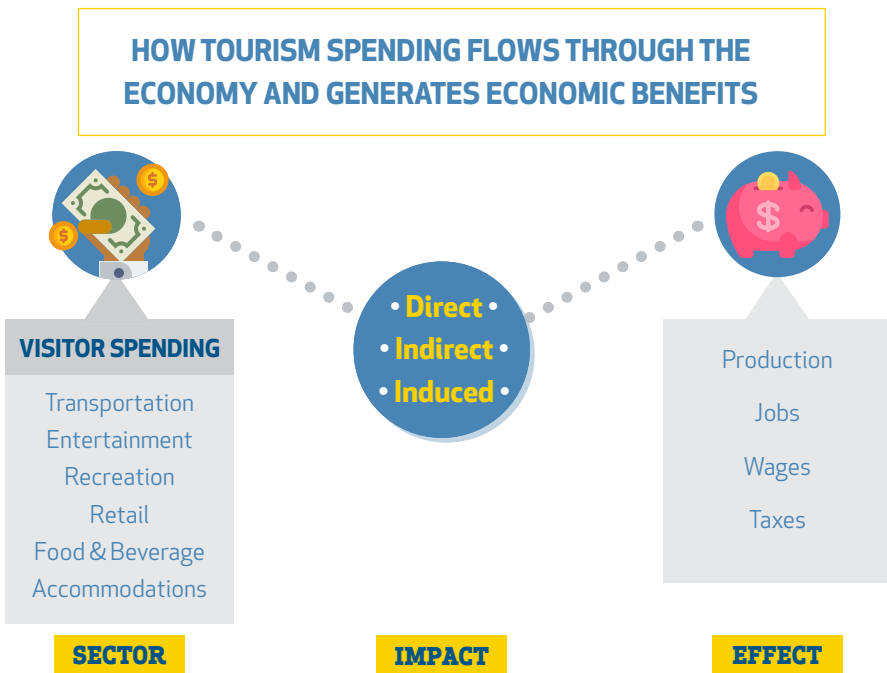 HOW TOURISM SPENDING FLOWS THROUGH THE
ECONOMY AND GENERATES ECONOMIC BENEFITS
$
$
$
VISITOR SPENDING
Transportation
Entertainment
Recreation
Retail
Food & Beverage
Accommodations
SECTOR
• Direct •
• Indirect •
• Induced •
IMPACT
Production
Jobs
Wages
Taxes
EFFECT